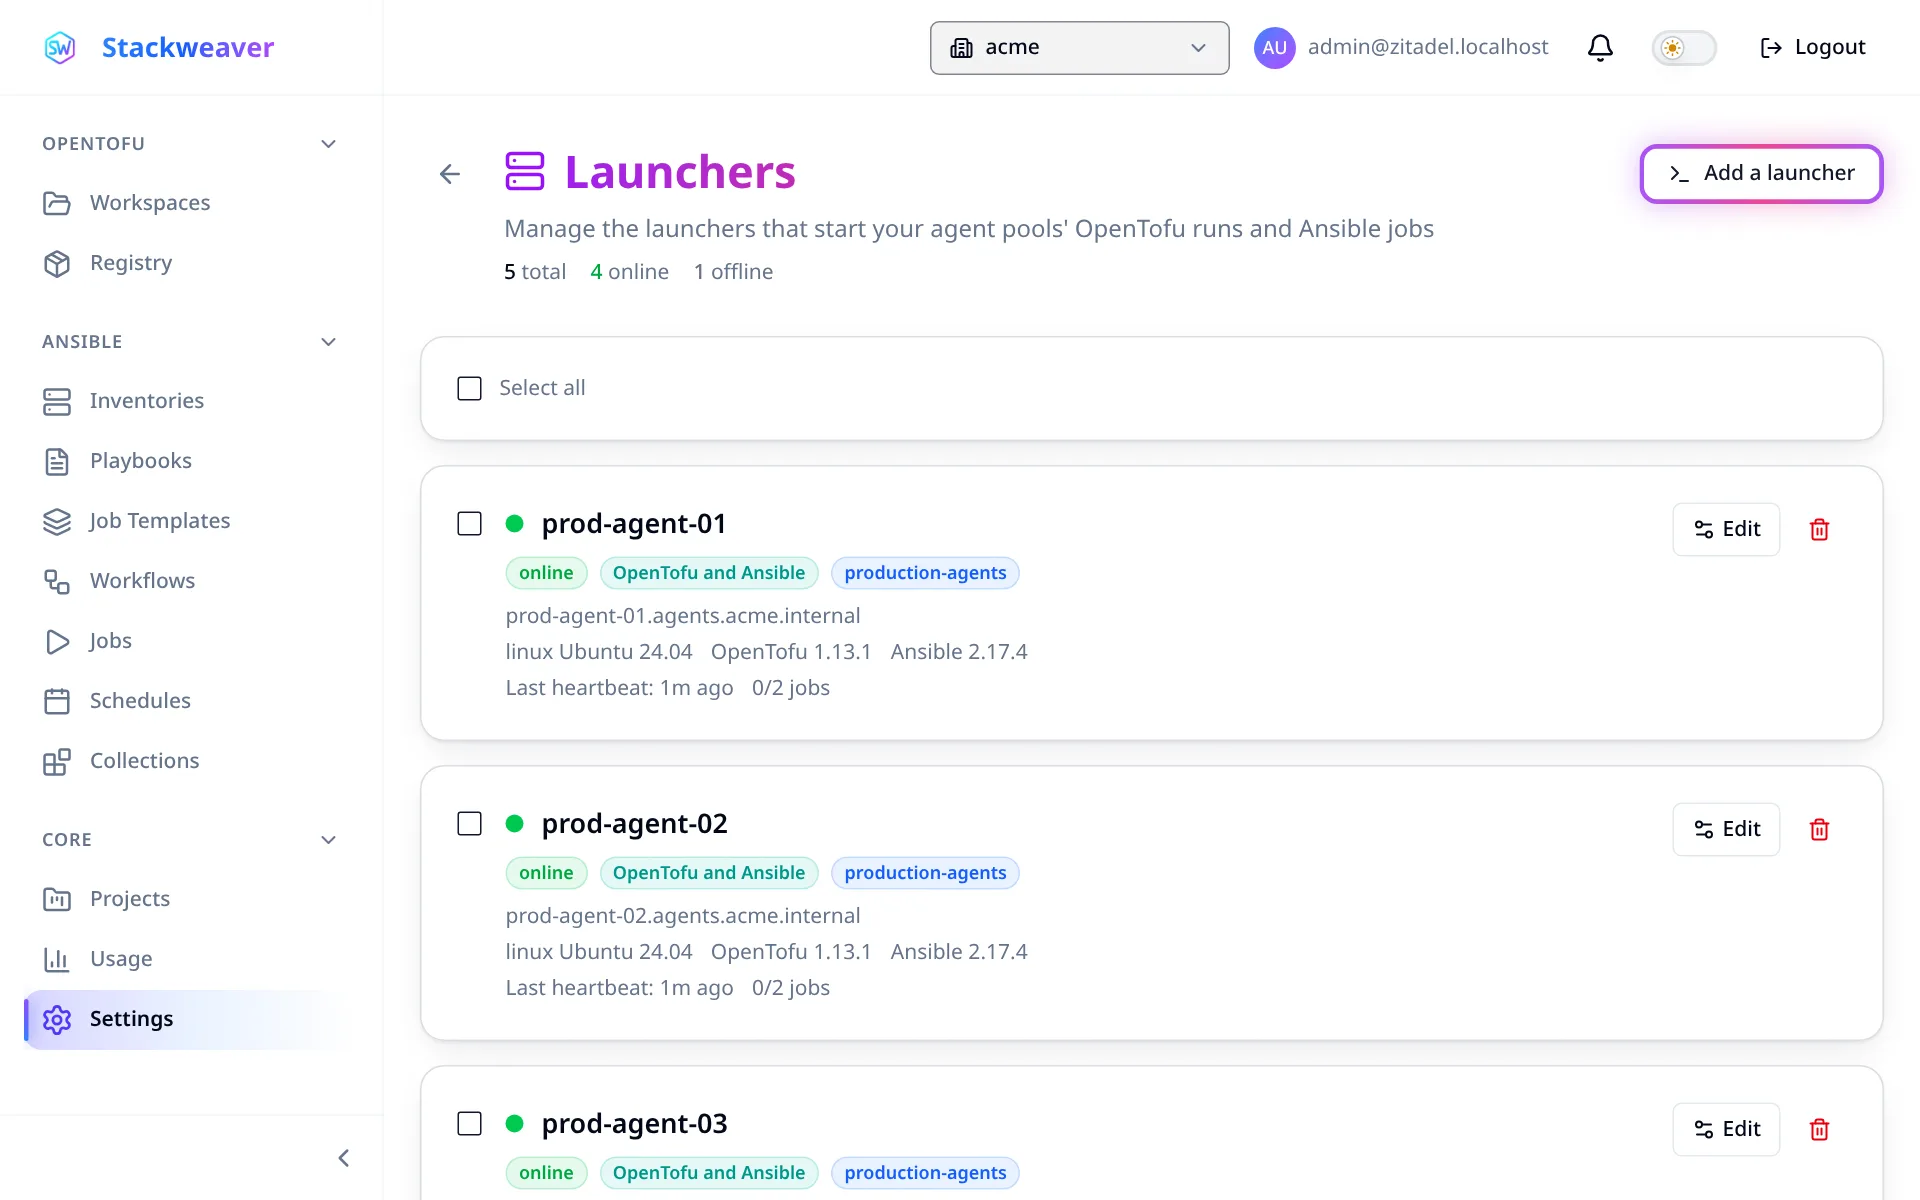 SW Stackweaver
acme
AU admin@zitadel.localhost
Logout
OPENTOFU
Workspaces
Registry
ANSIBLE
Inventories
Playbooks
Job Templates
Workflows
Jobs
Schedules
Collections
CORE
Projects
Usage
Settings
Launchers
Add a launcher
Manage the launchers that start your agent pools' OpenTofu runs and Ansible jobs
5 total 4 online 1 offline
Select all
prod-agent-01
Edit
online OpenTofu and Ansible production-agents
prod-agent-01.agents.acme.internal
linux Ubuntu 24.04 OpenTofu 1.13.1 Ansible 2.17.4
Last heartbeat: 1m ago 0/2 jobs
prod-agent-02
Edit
online OpenTofu and Ansible production-agents
prod-agent-02.agents.acme.internal
linux Ubuntu 24.04 OpenTofu 1.13.1 Ansible 2.17.4
Last heartbeat: 1m ago 0/2 jobs
prod-agent-03
Edit
online OpenTofu and Ansible production-agents